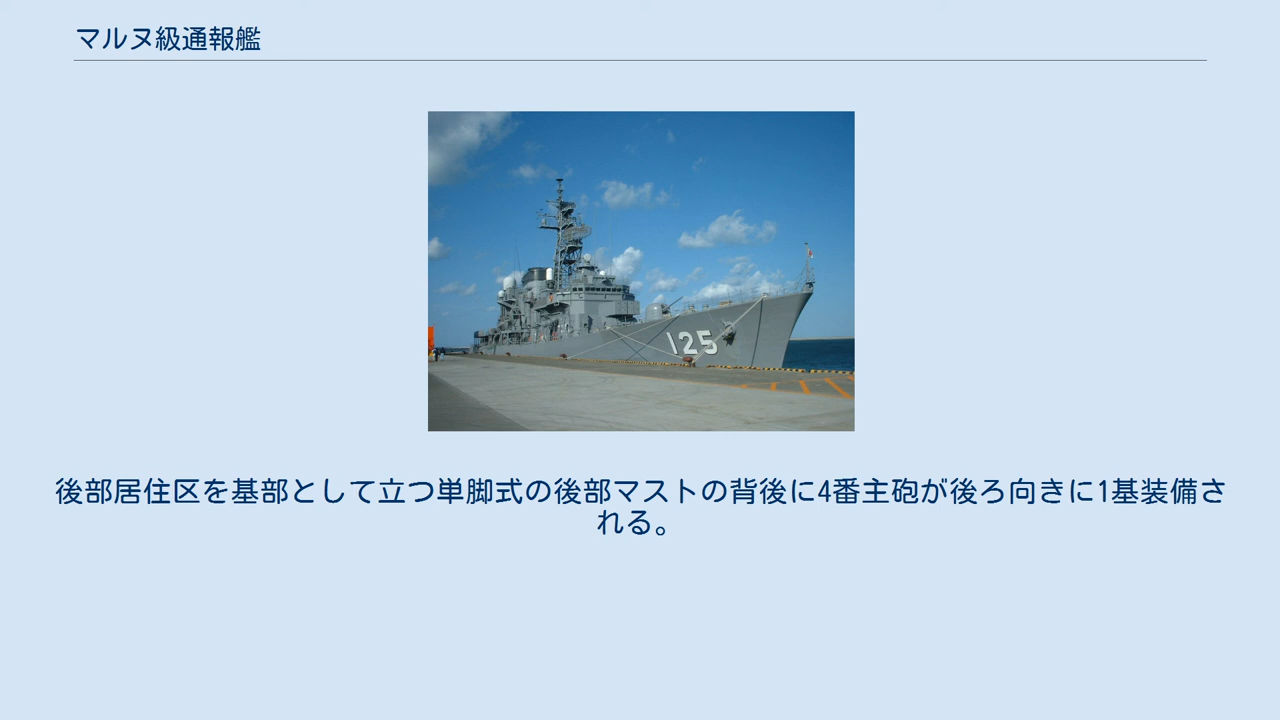 マルヌ級通報艦
125
後部居住区を基部として立つ単脚式の後部マストの背後に4番主砲が後ろ向きに1基装備さ
れる。